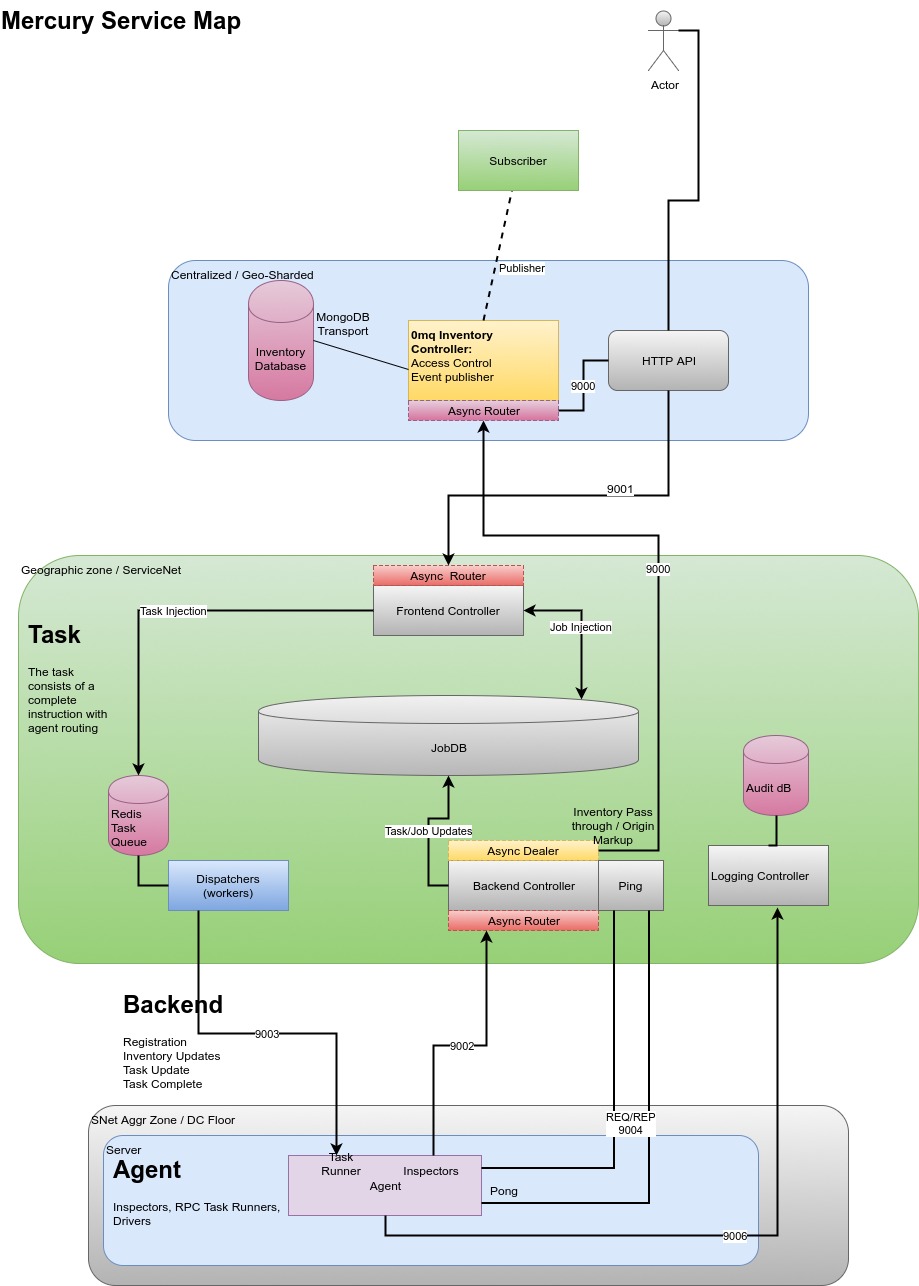 Mercury Service Map
Actor
Subscriber
Publisher
Centralized / Geo-Sharded
MongoDB
Transport
Inventory
Database
0mq Inventory
Controller:
Access Control
Event publisher
Async Router
9000
HTTP API
9001
9000
Geographic zone / ServiceNet
Async  Router
Frontend Controller
Task Injection
Job Injection
Task
The task
consists of a
complete
instruction with
agent routing
JobDB
Audit dB
Redis
Task
Queue
Task/Job Updates
Inventory Pass
through / Origin
Markup
Async Dealer
Dispatchers
(workers)
Backend Controller
Ping
Logging Controller
Async Router
Backend
9003
9002
Registration
Inventory Updates
Task Update
Task Complete
SNet Aggr Zone / DC Floor
REQ/REP
9004
Server
Agent
Task
Runner
Inspectors
Agent
Pong
Inspectors, RPC Task Runners,
Drivers
9006